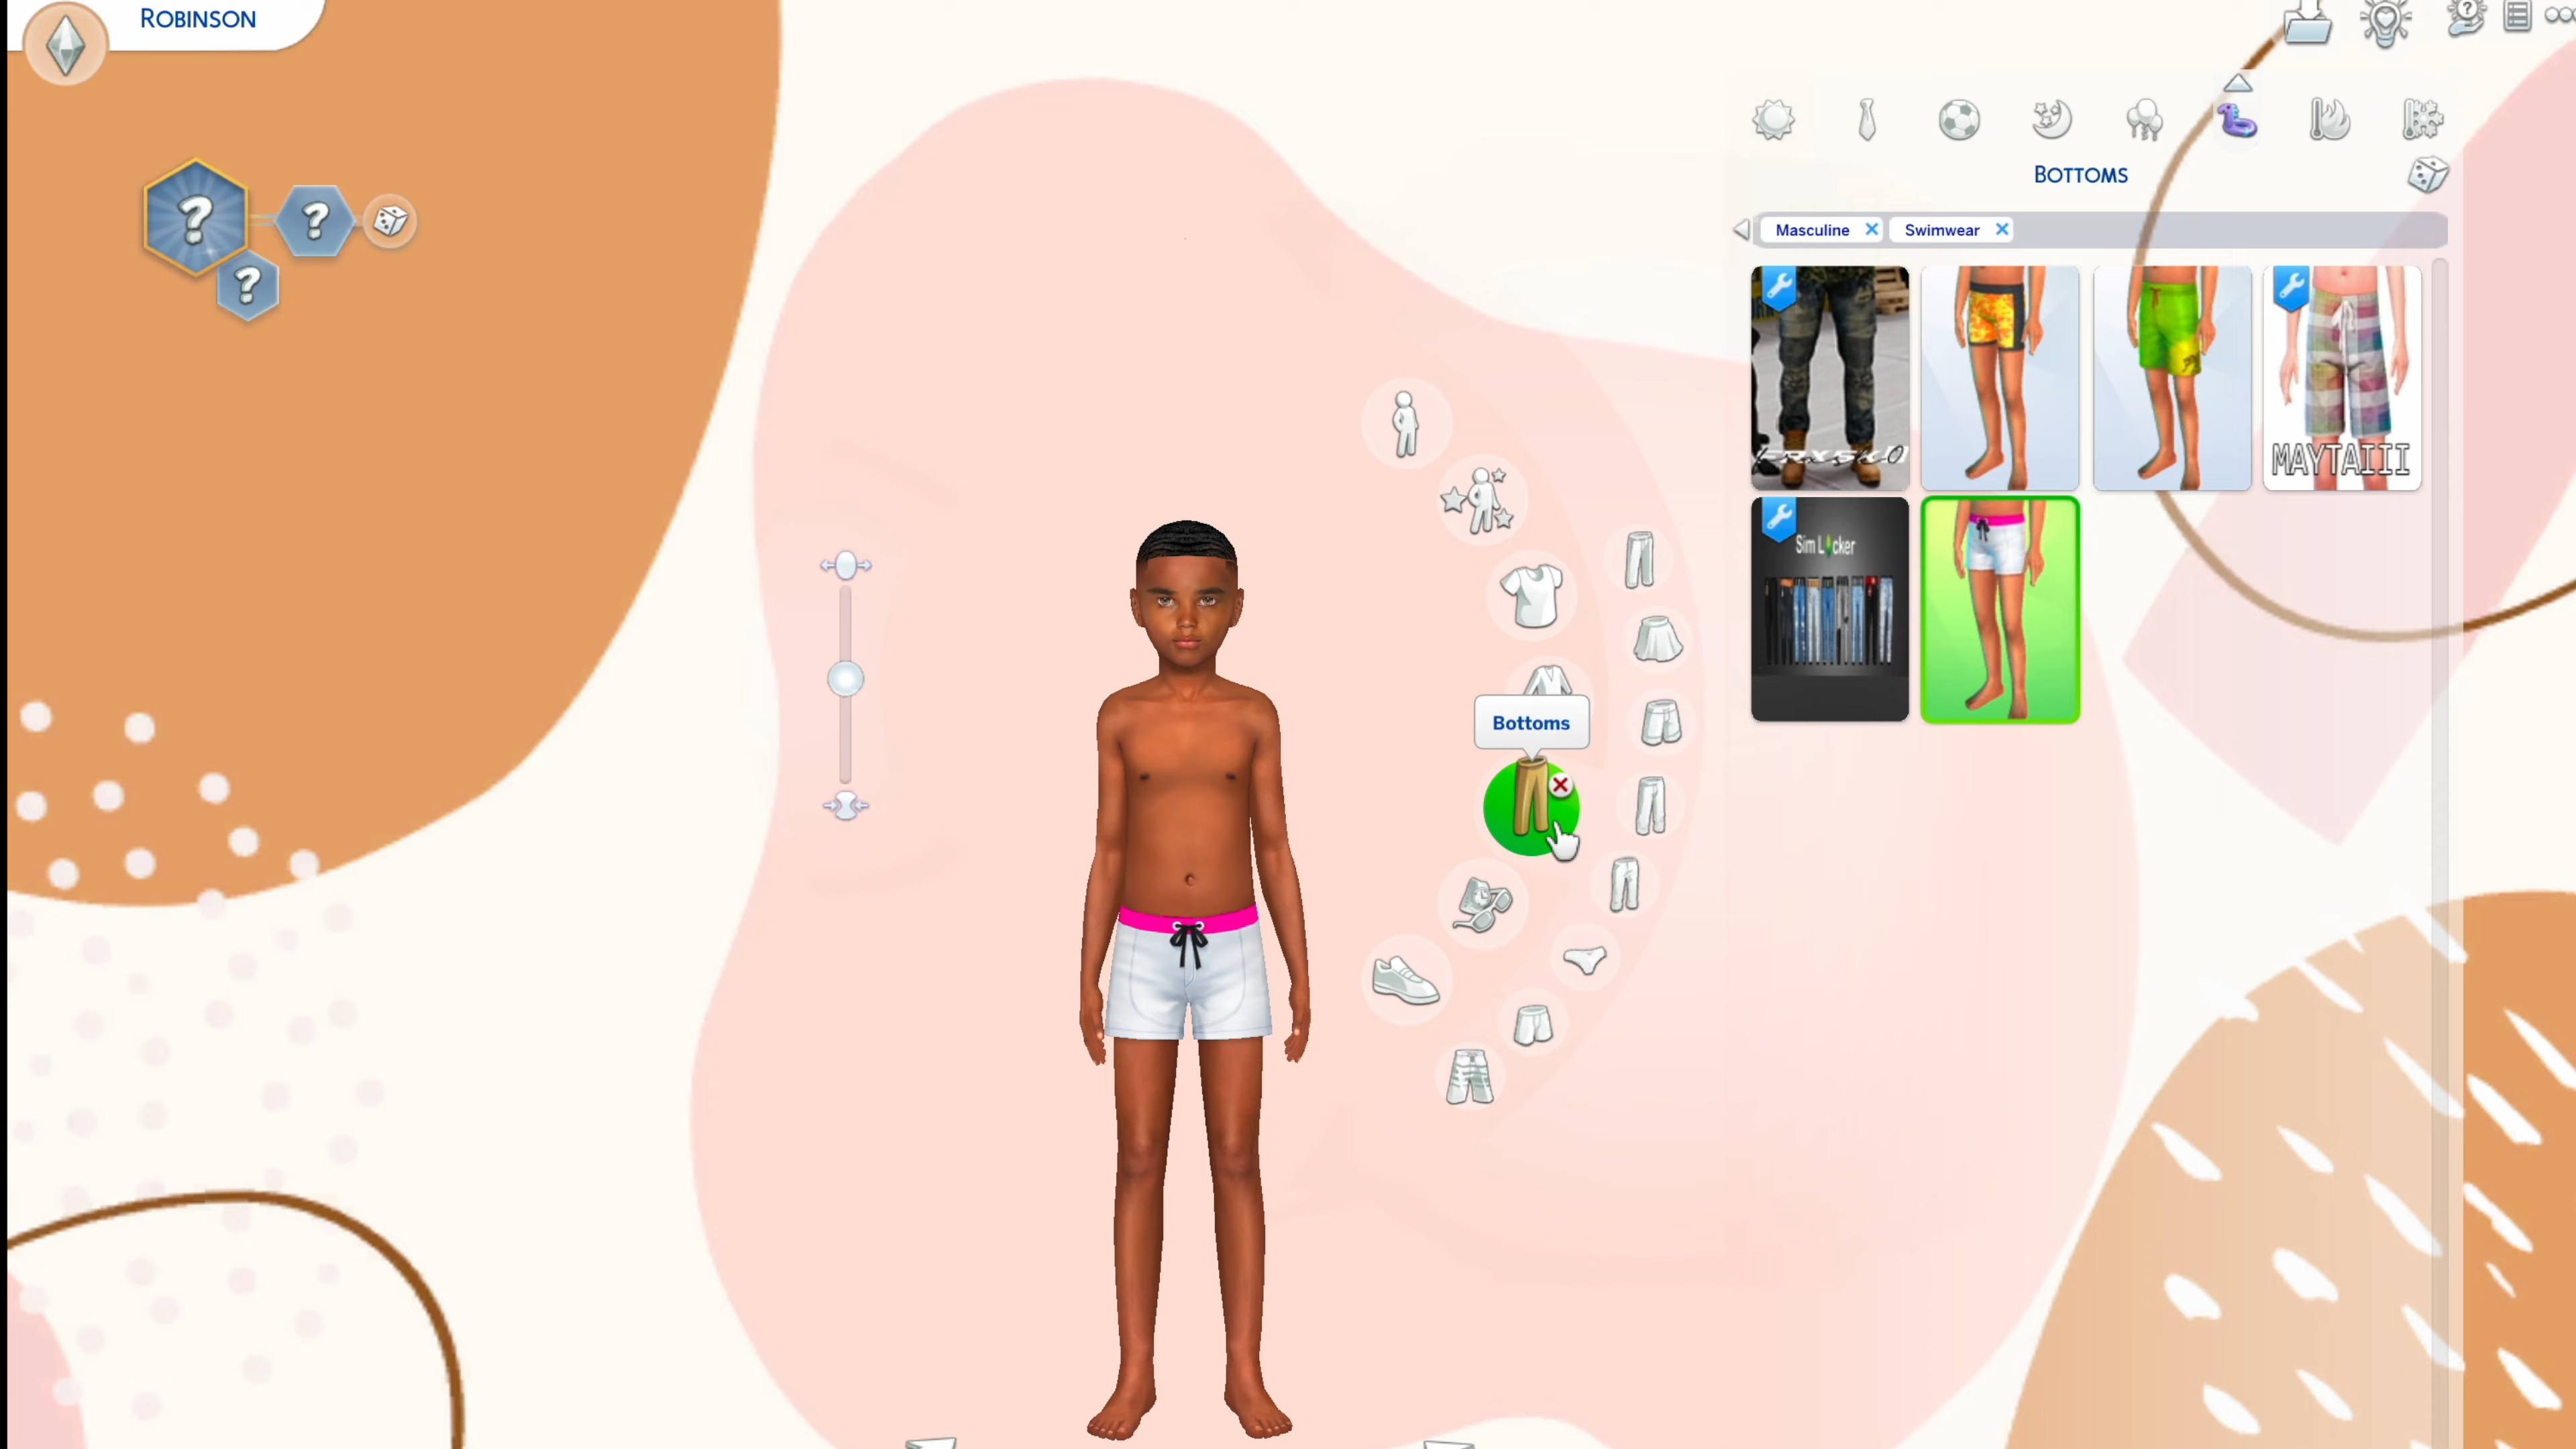 ROBINSON
BOTTOMS
Masculine
Swimwear
MAYTAIII
Sim Locker
Bottoms